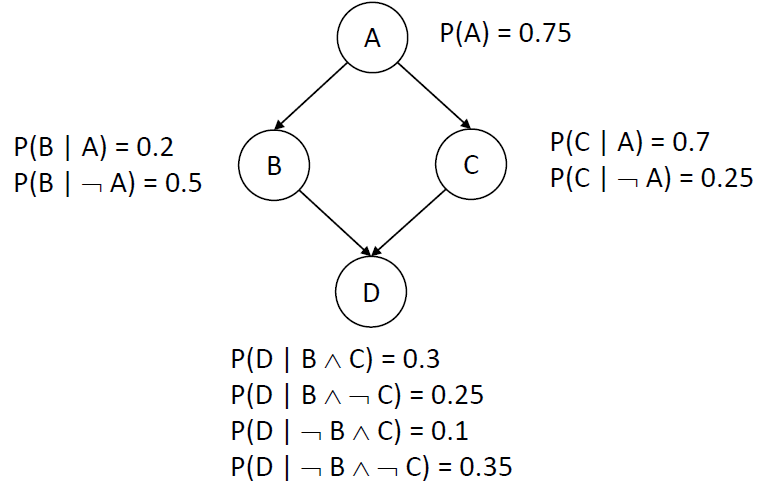 A
P(A) = 0.75
P(B | A) = 0.2
P(B | ¬ A) = 0.5
B
C
P(C | A) = 0.7
P(C | ¬ A) = 0.25
D
P(D | B ∧ C) = 0.3
P(D | B ∧ ¬ C) = 0.25
P(D | ¬ B ∧ C) = 0.1
P(D | ¬ B ∧ ¬ C) = 0.35